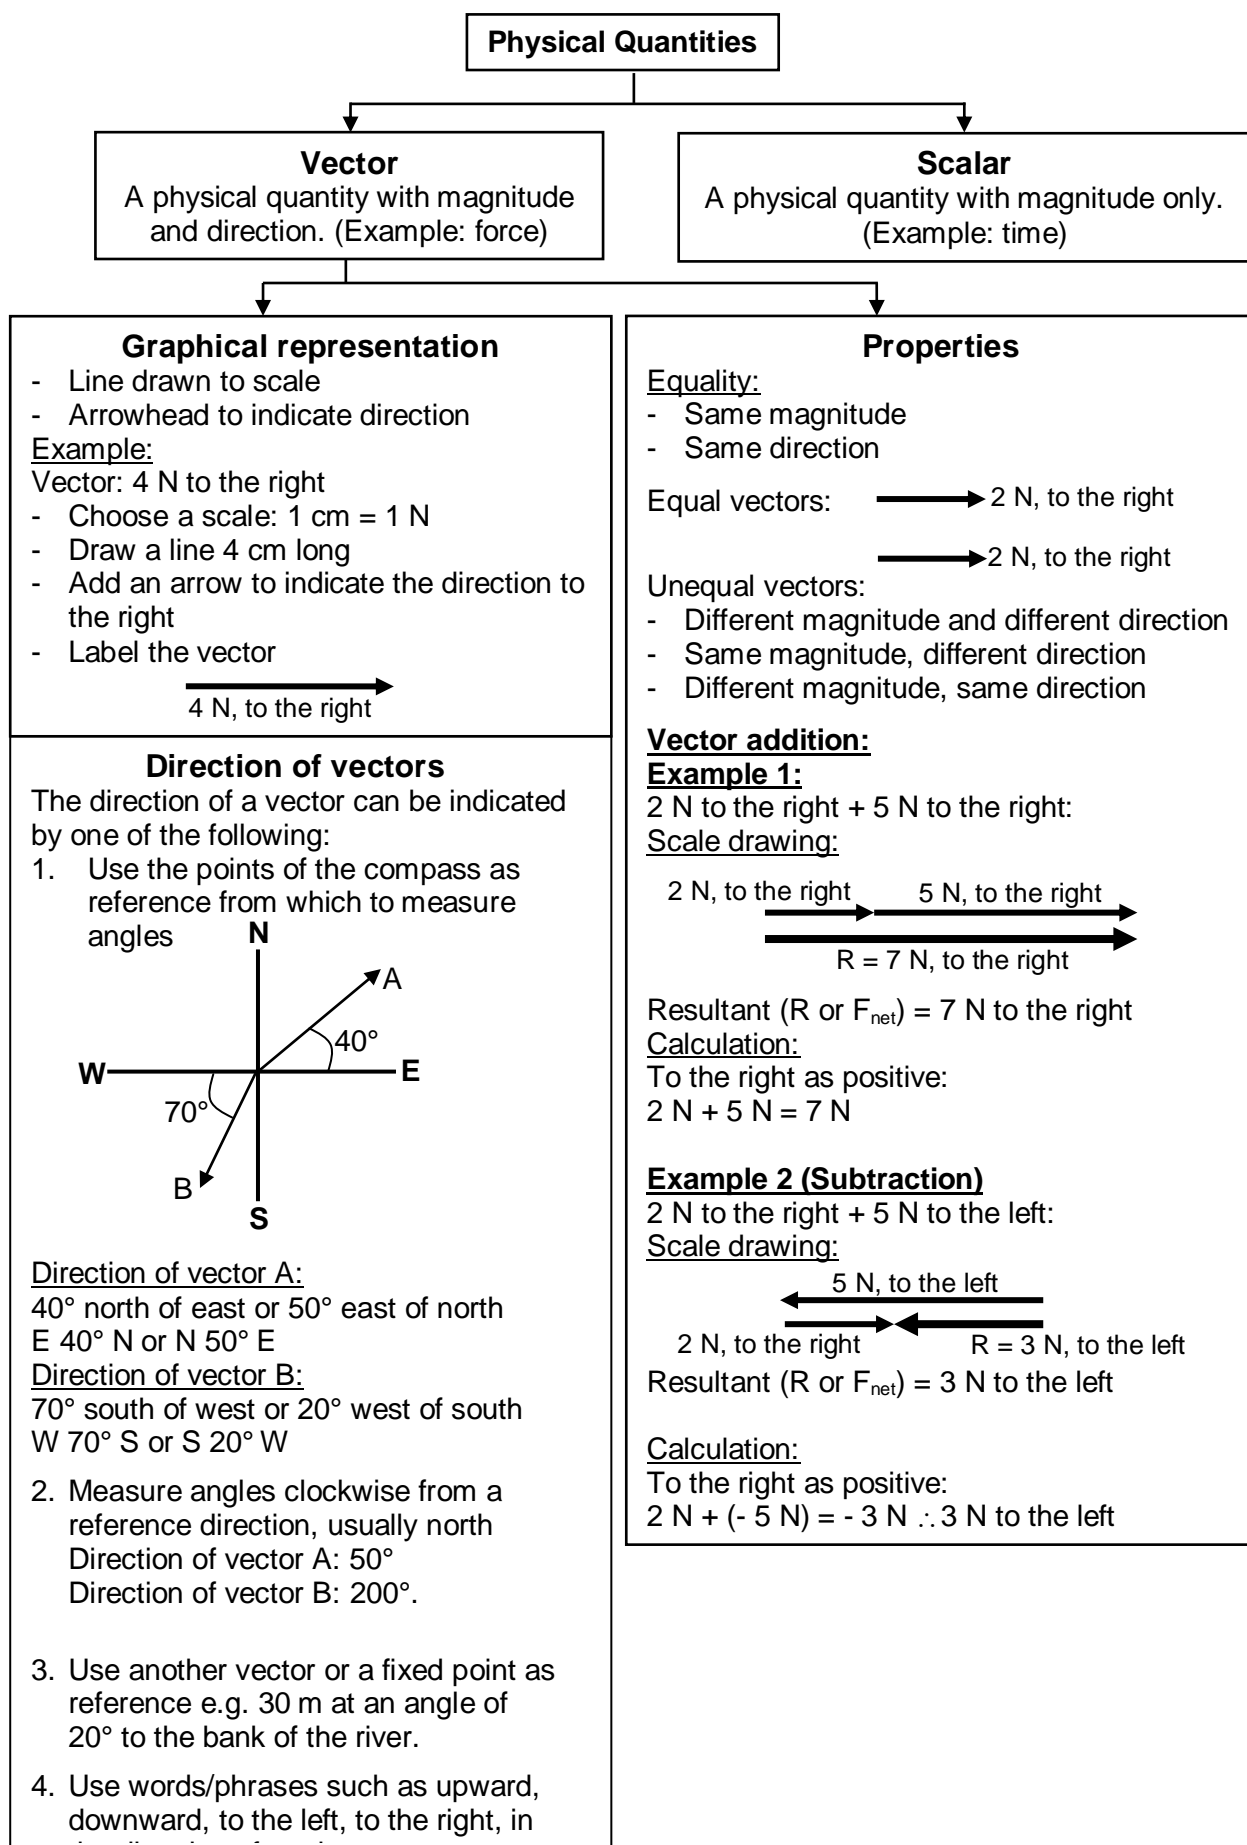 Physical Quantities
Vector
A physical quantity with magnitude
and direction. (Example: force)
Scalar
A physical quantity with magnitude only.
(Example: time)
Graphical representation
- Line drawn to scale
- Arrowhead to indicate direction
Example:
Vector: 4 N to the right
- Choose a scale: 1 cm = 1 N
- Draw a line 4 cm long
- Add an arrow to indicate the direction to
the right
- Label the vector
4 N, to the right
Direction of vectors
The direction of a vector can be indicated
by one of the following:
1. Use the points of the compass as
reference from which to measure
angles
N
A
40°
W
E
70°
B
S
Direction of vector A:
40° north of east or 50° east of north
E 40° N or N 50° E
Direction of vector B:
70° south of west or 20° west of south
W 70° S or S 20° W
2. Measure angles clockwise from a
reference direction, usually north
Direction of vector A: 50°
Direction of vector B: 200°.
3. Use another vector or a fixed point as
reference e.g. 30 m at an angle of
20° to the bank of the river.
4. Use words/phrases such as upward,
downward, to the left, to the right, in
Properties
Equality:
- Same magnitude
- Same direction
Equal vectors:
2 N, to the right
2 N, to the right
Unequal vectors:
- Different magnitude and different direction
- Same magnitude, different direction
- Different magnitude, same direction
Vector addition:
Example 1:
2 N to the right + 5 N to the right:
Scale drawing:
2 N, to the right
5 N, to the right
R = 7 N, to the right
Resultant (R or Fnet) = 7 N to the right
Calculation:
To the right as positive:
2 N + 5 N = 7 N
Example 2 (Subtraction)
2 N to the right + 5 N to the left:
Scale drawing:
5 N, to the left
2 N, to the right
R = 3 N, to the left
Resultant (R or Fnet) = 3 N to the left
Calculation:
To the right as positive:
2 N + (- 5 N) = - 3 N ∴ 3 N to the left